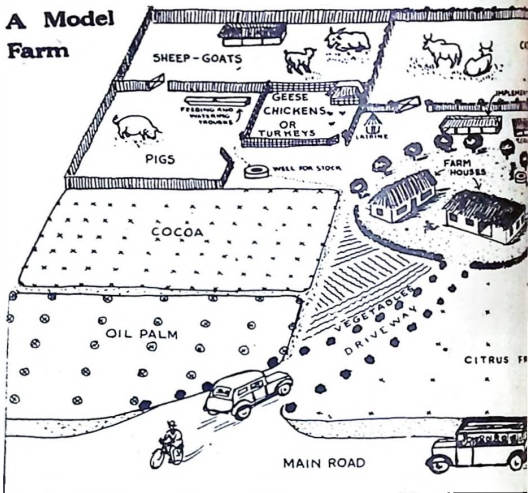 A Model
Farm
SHEEP-GOATS
FEEDING AND
WATERING
TROUGHS
GEESE
CHICKENS
OR
TURKEYS
LATRINE
PIGS
WELL FOR STOCK
FARM
HOUSES
COCOA
VEGETABLES
DRIVEWAY
OIL PALM
CITRUS
MAIN ROAD